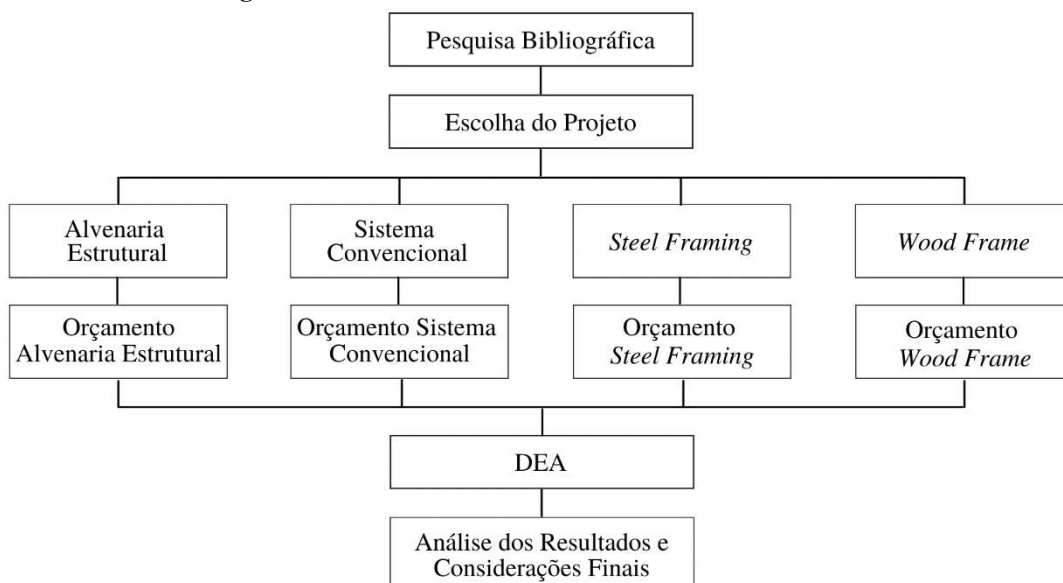 Pesquisa Bibliográfica
Escolha do Projeto
Alvenaria
Estrutural
Sistema
Convencional
Steel Framing
Wood Frame
Orçamento
Alvenaria Estrutural
Orçamento Sistema
Convencional
Orçamento
Steel Framing
Orçamento
Wood Frame
DEA
Análise dos Resultados e
Considerações Finais